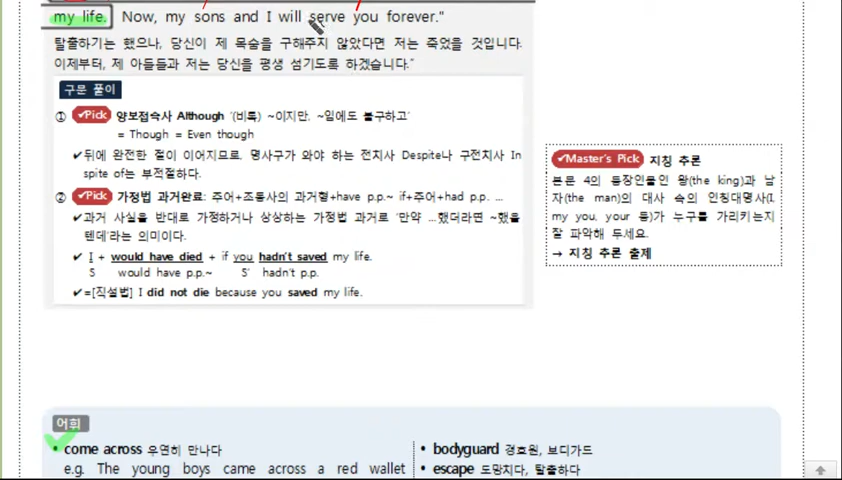 my life. Now, my sons and I will serve you forever."
탈출하기는 했으나, 당신이 제 목숨을 구해주지 않았다면 저는 죽었을 것입니다.
이제부터, 제 아들들과 저는 당신을 평생 섬기도록 하겠습니다.”
구문 풀이
① ✔Pick 양보접속사 Although ‘(비록) ~이지만, ~임에도 불구하고’
= Though = Even though
✔뒤에 완전한 절이 이어지므로, 명사구가 와야 하는 전치사 Despite나 구전치사 In
spite of는 부적절하다.
② ✔Pick 가정법 과거완료: 주어+조동사의 과거형+have p.p.~ if+주어+had p.p. ...
✔과거 사실을 반대로 가정하거나 상상하는 가정법 과거로 ‘만약 ...했더라면 ~했을
텐데’라는 의미이다.
✔ I + would have died + if you hadn't saved my life.
S would have p.p.~ S' hadn't p.p.
✔=[직설법] I did not die because you saved my life.
✔Master's Pick 지칭 추론
본문 4의 등장인물인 왕(the king)과 남
자(the man)의 대사 속의 인칭대명사(I,
my you, your 등)가 누구를 가리키는지
잘 파악해 두세요.
→ 지칭 추론 출제
어휘
• come across 우연히 만나다
e.g. The young boys came across a red wallet
• bodyguard 경호원, 보디가드
• escape 도망치다, 탈출하다